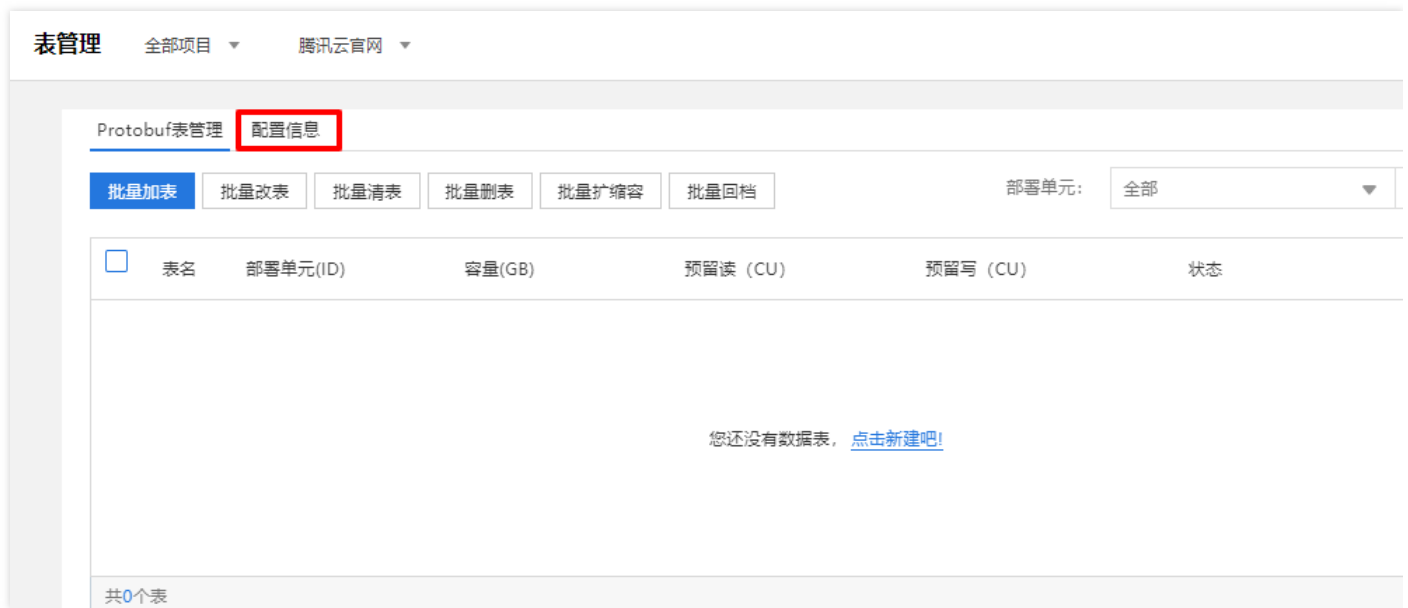 表管理 全部项目 腾讯云官网
Protobuf表管理 配置信息
批量加表 批量改表 批量清表 批量删表 批量扩缩容 批量回档 部署单元: 全部
表名 部署单元(ID) 容量(GB) 预留读（CU） 预留写（CU） 状态
您还没有数据表，点击新建吧!
共0个表